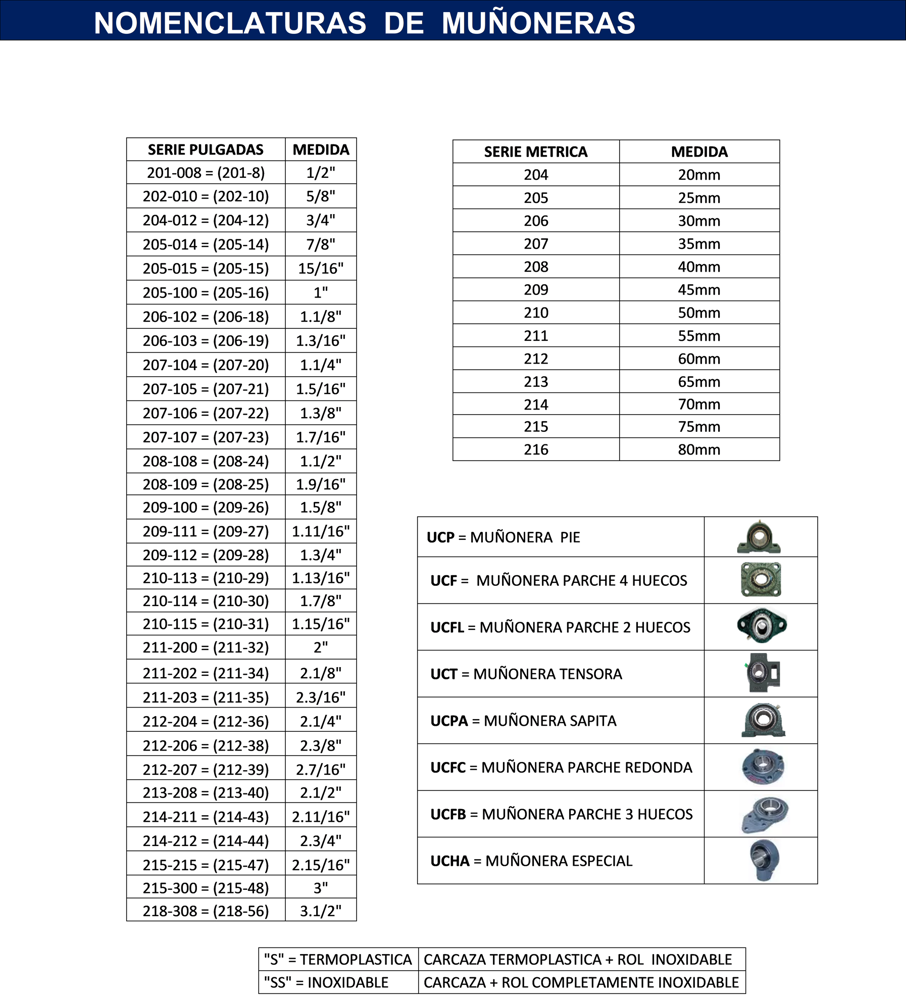 NOMENCLATURAS DE MUÑONERAS
SERIE PULGADAS MEDIDA
201-008 = (201-8) 1/2"
202-010 = (202-10) 5/8"
204-012 = (204-12) 3/4"
205-014 = (205-14) 7/8"
205-015 = (205-15) 15/16"
205-100 = (205-16) 1"
206-102 = (206-18) 1.1/8"
206-103 = (206-19) 1.3/16"
207-104 = (207-20) 1.1/4"
207-105 = (207-21) 1.5/16"
207-106 = (207-22) 1.3/8"
207-107 = (207-23) 1.7/16"
208-108 = (208-24) 1.1/2"
208-109 = (208-25) 1.9/16"
209-100 = (209-26) 1.5/8"
209-111 = (209-27) 1.11/16"
209-112 = (209-28) 1.3/4"
210-113 = (210-29) 1.13/16"
210-114 = (210-30) 1.7/8"
210-115 = (210-31) 1.15/16"
211-200 = (211-32) 2"
211-202 = (211-34) 2.1/8"
211-203 = (211-35) 2.3/16"
212-204 = (212-36) 2.1/4"
212-206 = (212-38) 2.3/8"
212-207 = (212-39) 2.7/16"
213-208 = (213-40) 2.1/2"
214-211 = (214-43) 2.11/16"
214-212 = (214-44) 2.3/4"
215-215 = (215-47) 2.15/16"
215-300 = (215-48) 3"
218-308 = (218-56) 3.1/2"
SERIE METRICA MEDIDA
204 20mm
205 25mm
206 30mm
207 35mm
208 40mm
209 45mm
210 50mm
211 55mm
212 60mm
213 65mm
214 70mm
215 75mm
216 80mm
UCP = MUÑONERA PIE
UCF = MUÑONERA PARCHE 4 HUECOS
UCFL = MUÑONERA PARCHE 2 HUECOS
UCT = MUÑONERA TENSORA
UCPA = MUÑONERA SAPITA
UCFC = MUÑONERA PARCHE REDONDA
UCFB = MUÑONERA PARCHE 3 HUECOS
UCHA = MUÑONERA ESPECIAL
"S" = TERMOPLASTICA CARCAZA TERMOPLASTICA + ROL INOXIDABLE
"SS" = INOXIDABLE CARCAZA + ROL COMPLETAMENTE INOXIDABLE